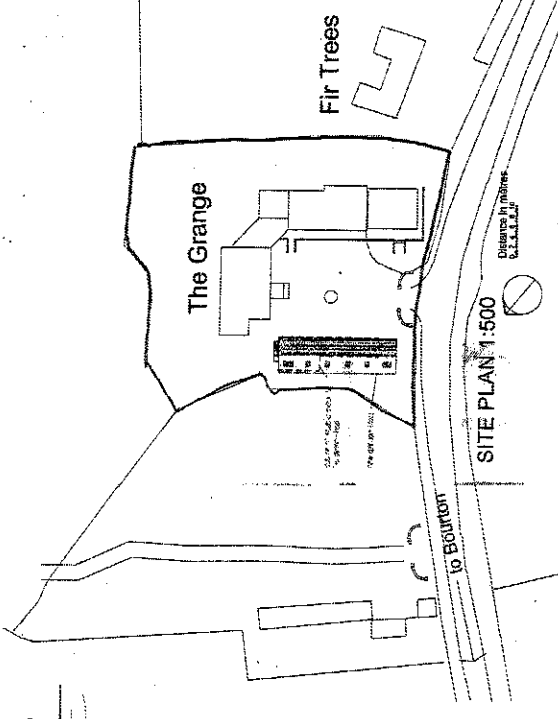 The Grange
Fir Trees
to Bourton
SITE PLAN 1:500
Distance in metres